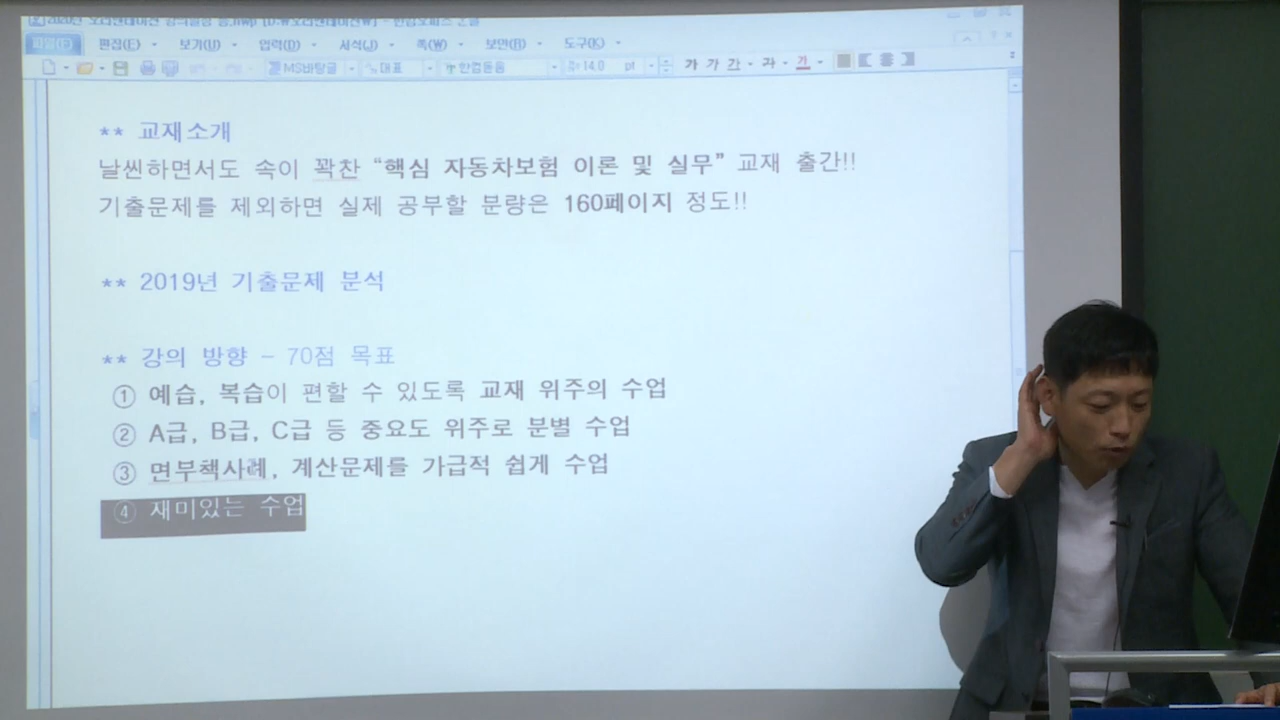 파일(F) 편집(E) 보기(U) 입력(D) 서식(J) 쪽(W) 보안(R) 도구(K)
MS바탕글 대표 한컴돋움 14.0 pt 가 가 가 가 가
** 교재소개
날씬하면서도 속이 꽉찬 “핵심 자동차보험 이론 및 실무” 교재 출간!!
기출문제를 제외하면 실제 공부할 분량은 160페이지 정도!!
** 2019년 기출문제 분석
** 강의 방향 - 70점 목표
① 예습, 복습이 편할 수 있도록 교재 위주의 수업
② A급, B급, C급 등 중요도 위주로 분별 수업
③ 면부책사례, 계산문제를 가급적 쉽게 수업
④ 재미있는 수업